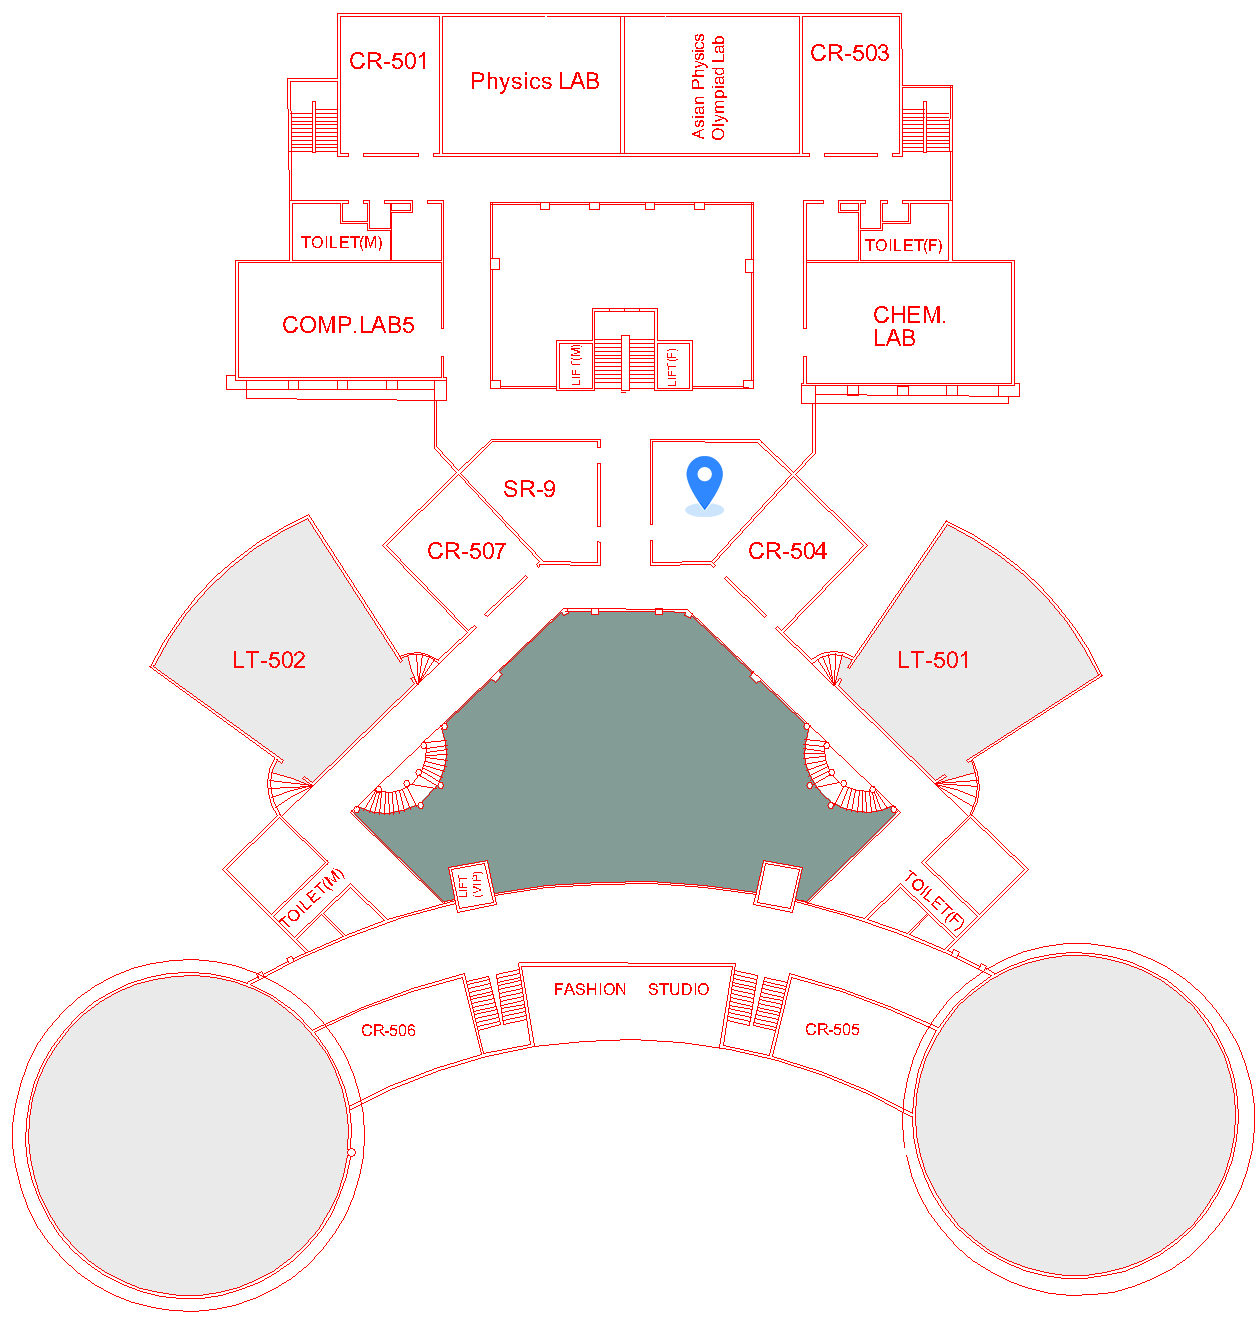 CR-501
Physics LAB
Asian Physics
Olympiad Lab
CR-503
TOILET(M)
TOILET(F)
COMP.LAB5
CHEM.
LAB
LIFT(M)
LIFT(F)
SR-9
CR-507
CR-504
LT-502
LT-501
TOILET(M)
LIFT
(VIP)
TOILET(F)
FASHION STUDIO
CR-506
CR-505